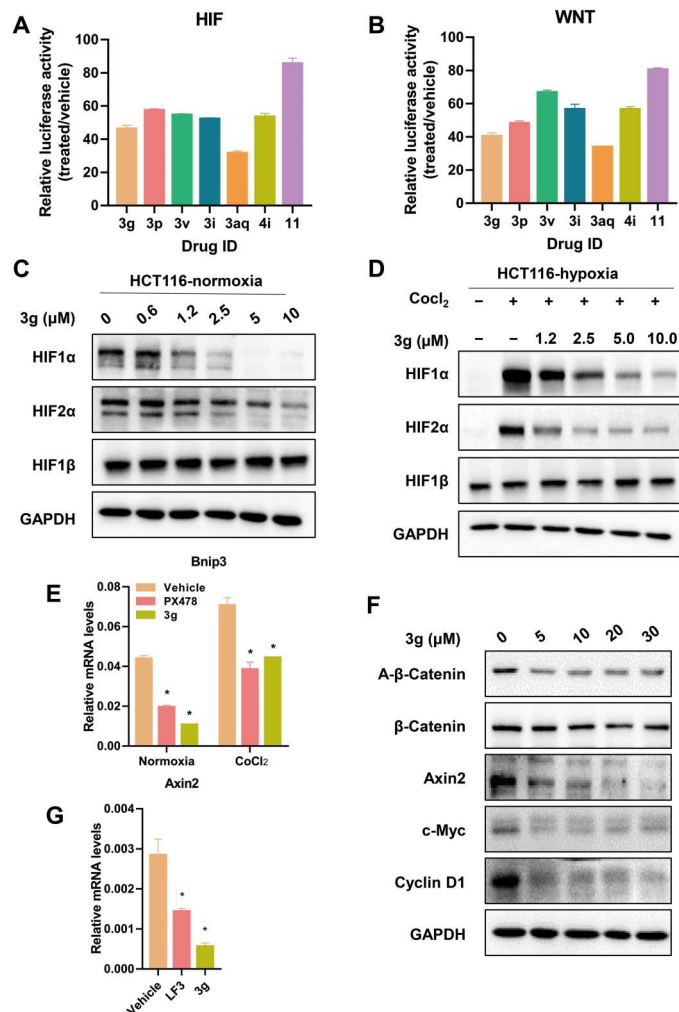 A
HIF
Relative luciferase activity
(treated/vehicle)
100
80
60
40
20
0
3g 3p 3v 3i 3aq 4i 11
Drug ID
B
WNT
Relative luciferase activity
(treated/vehicle)
100
80
60
40
20
0
3g 3p 3v 3i 3aq 4i 11
Drug ID
C
HCT116-normoxia
3g (μM) 0 0.6 1.2 2.5 5 10
HIF1α
HIF2α
HIF1β
GAPDH
D
HCT116-hypoxia
Cocl2 – + + + + +
3g (μM) – – 1.2 2.5 5.0 10.0
HIF1α
HIF2α
HIF1β
GAPDH
E
Bnip3
Relative mRNA levels
0.08
0.06
0.04
0.02
0.00
Vehicle
PX478
3g
* * * *
Normoxia CoCl2
F
3g (μM) 0 5 10 20 30
A-β-Catenin
β-Catenin
Axin2
c-Myc
Cyclin D1
GAPDH
G
Axin2
Relative mRNA levels
0.004
0.003
0.002
0.001
0.000
* *
Vehicle LF3 3g